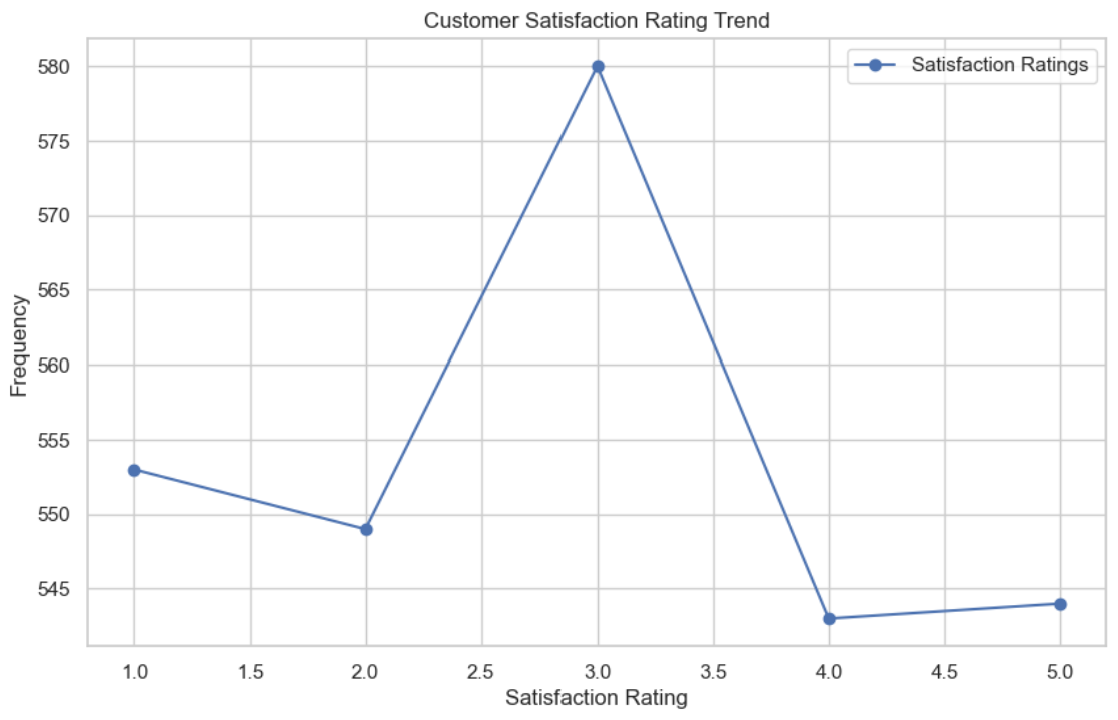 Customer Satisfaction Rating Trend
Satisfaction Ratings
580
575
570
565
560
555
550
545
Frequency
1.0 1.5 2.0 2.5 3.0 3.5 4.0 4.5 5.0
Satisfaction Rating